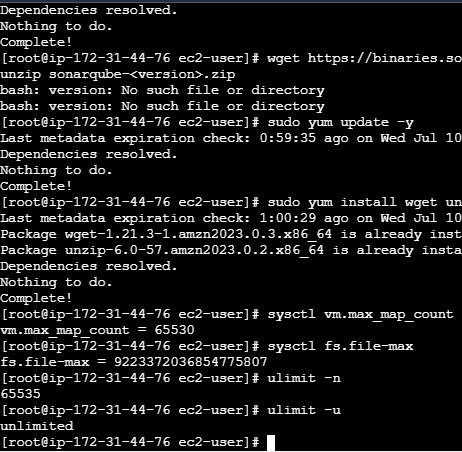 Dependencies resolved.
Nothing to do.
Complete!
[root@ip-172-31-44-76 ec2-user]# wget https://binaries.so
unzip sonarqube-<version>.zip
bash: version: No such file or directory
bash: version: No such file or directory
[root@ip-172-31-44-76 ec2-user]# sudo yum update -y
Last metadata expiration check: 0:59:35 ago on Wed Jul 10
Dependencies resolved.
Nothing to do.
Complete!
[root@ip-172-31-44-76 ec2-user]# sudo yum install wget un
Last metadata expiration check: 1:00:29 ago on Wed Jul 10
Package wget-1.21.3-1.amzn2023.0.3.x86_64 is already inst
Package unzip-6.0-57.amzn2023.0.2.x86_64 is already insta
Dependencies resolved.
Nothing to do.
Complete!
[root@ip-172-31-44-76 ec2-user]# sysctl vm.max_map_count
vm.max_map_count = 65530
[root@ip-172-31-44-76 ec2-user]# sysctl fs.file-max
fs.file-max = 9223372036854775807
[root@ip-172-31-44-76 ec2-user]# ulimit -n
65535
[root@ip-172-31-44-76 ec2-user]# ulimit -u
unlimited
[root@ip-172-31-44-76 ec2-user]#